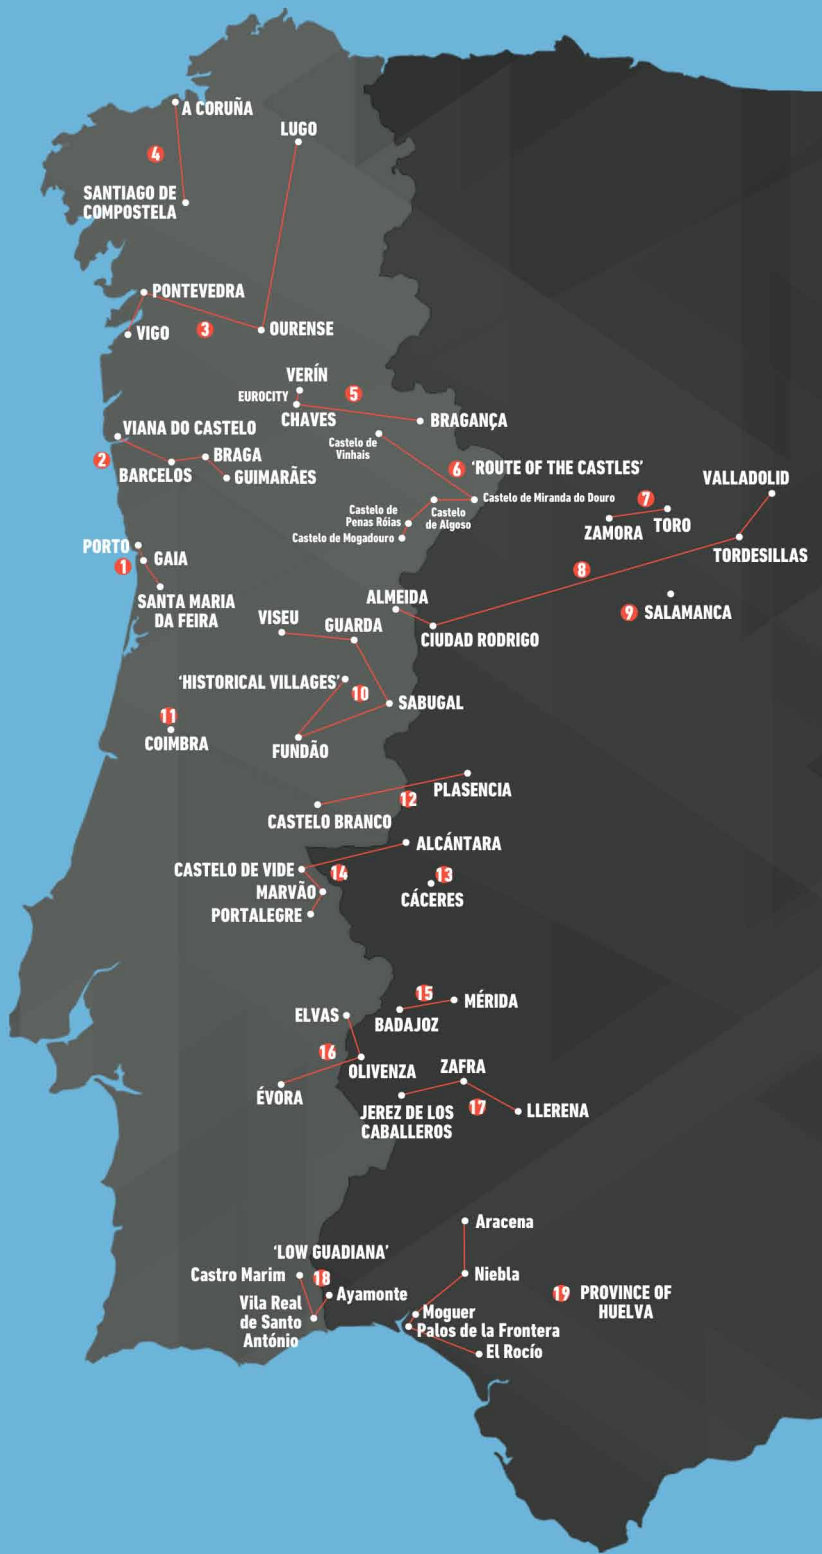 A CORUÑA
LUGO
4
SANTIAGO DE
COMPOSTELA
PONTEVEDRA
VIGO
3
OURENSE
VERÍN
EUROCITY
5
CHAVES
BRAGANÇA
VIANA DO CASTELO
Castelo de
Vinhais
2
BRAGA
BARCELOS
GUIMARÃES
6 'ROUTE OF THE CASTLES'
VALLADOLID
Castelo de Miranda do Douro
7
Castelo de
Penas Róias
Castelo
de Algoso
ZAMORA
TORO
Castelo de Mogadouro
PORTO
TORDESILLAS
1
GAIA
8
SANTA MARIA
DA FEIRA
ALMEIDA
9 SALAMANCA
VISEU
GUARDA
CIUDAD RODRIGO
'HISTORICAL VILLAGES'
10
SABUGAL
11
COIMBRA
FUNDÃO
PLASENCIA
12
CASTELO BRANCO
ALCÁNTARA
CASTELO DE VIDE
14
13
MARVÃO
CÁCERES
PORTALEGRE
15
MÉRIDA
ELVAS
BADAJOZ
16
OLIVENZA
ZAFRA
ÉVORA
JEREZ DE LOS
CABALLEROS
17
LLERENA
Aracena
'LOW GUADIANA'
Castro Marim
18
Niebla
Ayamonte
19 PROVINCE OF
HUELVA
Vila Real
de Santo
António
Moguer
Palos de la Frontera
El Rocío